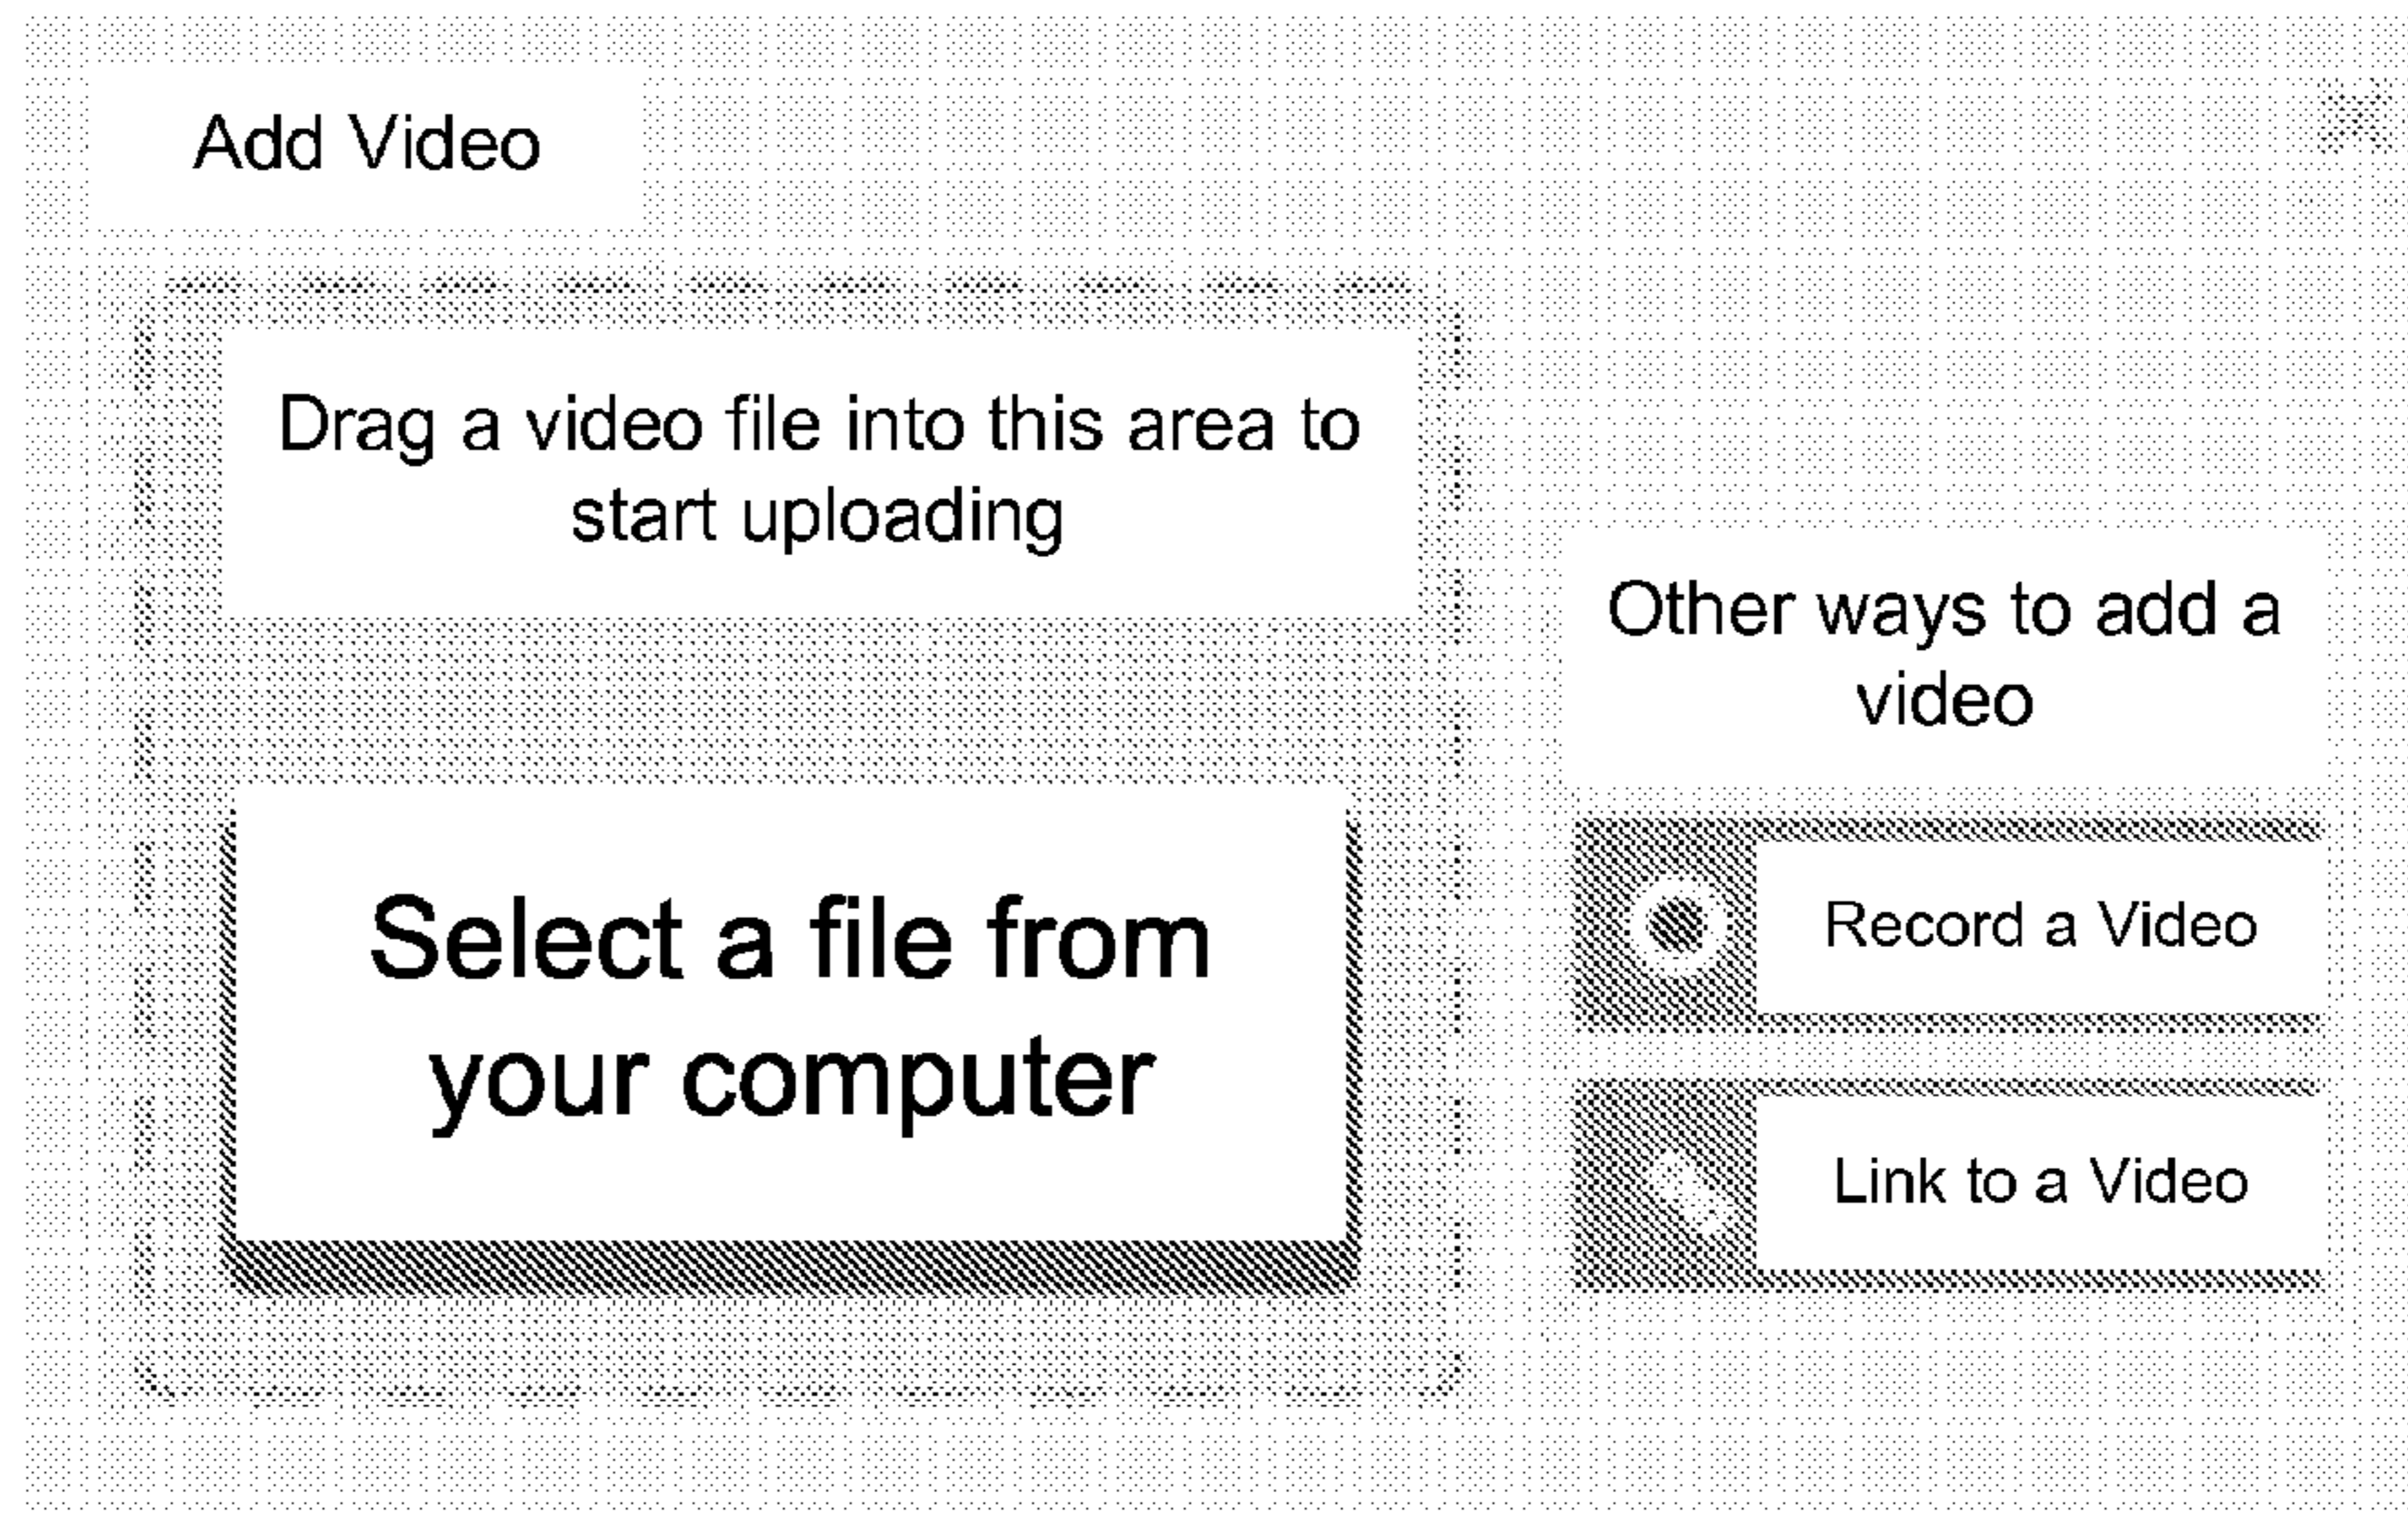 Add Video
Drag a video file into this area to
start uploading
Select a file from
your computer
Other ways to add a
video
Record a Video
Link to a Video